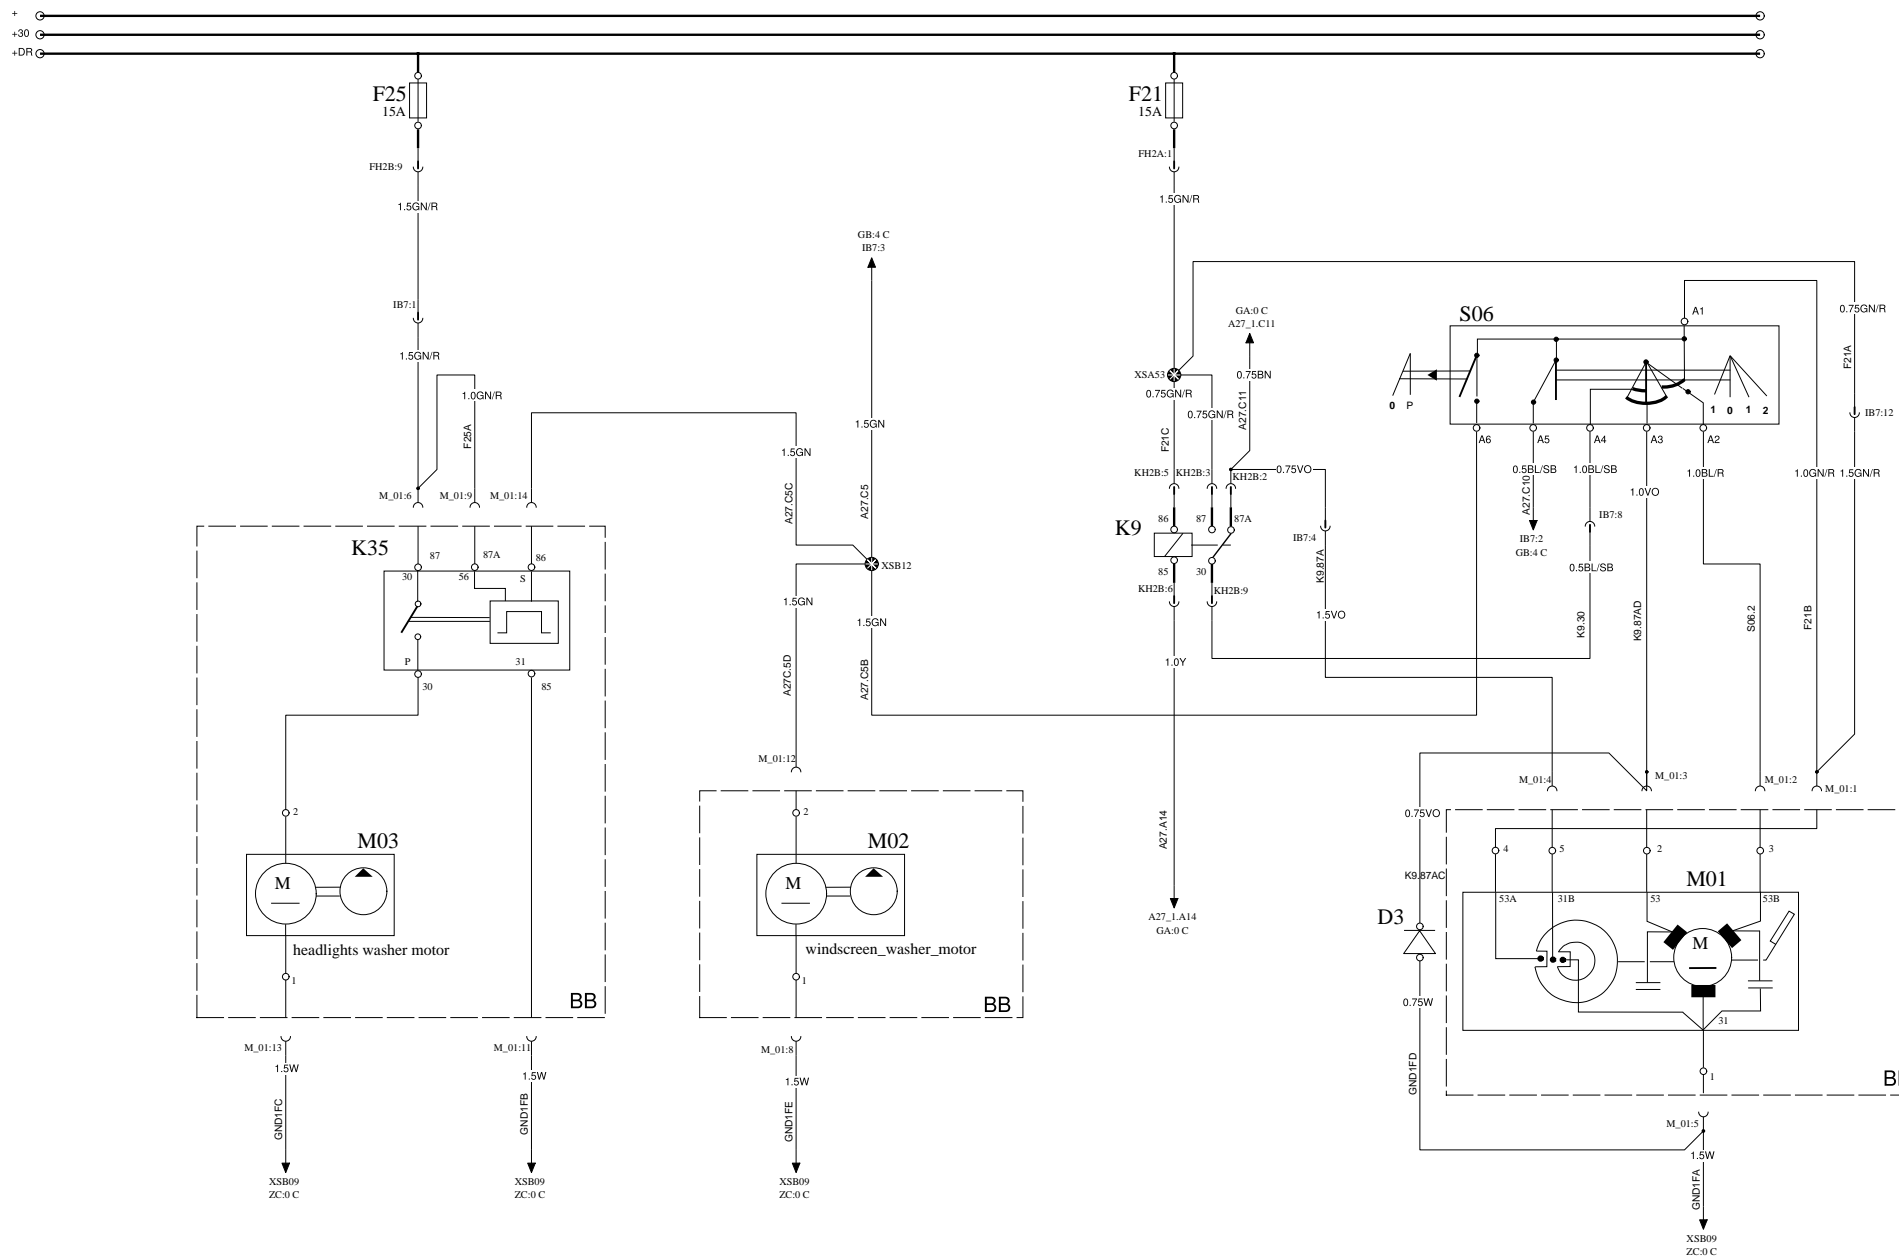 +
+30
+DR
F25
15A
FH2B:9
1.5GN/R
IB7:1
1.5GN/R
1.0GN/R
F25A
M_01:6
M_01:9
M_01:14
K35
87
87A
86
30
56
S
P
31
30
85
2
M03
M
headlights washer motor
1
BB
M_01:13
1.5W
GND1FC
XSB09
ZC:0 C
M_01:11
1.5W
GND1FB
XSB09
ZC:0 C
GB:4 C
IB7:3
1.5GN
1.5GN
A27.C5C
A27.C5
XSB12
1.5GN
1.5GN
A27C.5D
A27.C5B
M_01:12
2
M02
M
windscreen_washer_motor
1
BB
M_01:8
1.5W
GND1FE
XSB09
ZC:0 C
F21
15A
FH2A:1
1.5GN/R
GA:0 C
A27_1.C11
XSA53
0.75BN
0.75GN/R
0.75GN/R
F21C
A27.C11
KH2B:5
KH2B:3
KH2B:2
0.75VO
K9
86
87
87A
85
30
KH2B:6
KH2B:9
IB7:4
K9.87A
1.5VO
1.0Y
A27.A14
A27_1.A14
GA:0 C
S06
A1
0 P
1 0 1 2
A6
A5
A4
A3
A2
0.5BL/SB
1.0BL/SB
1.0VO
1.0BL/R
1.0GN/R
1.5GN/R
0.75GN/R
F21A
IB7:12
A27.C10
IB7:2
GB:4 C
IB7:8
0.5BL/SB
K9.30
K9.87AD
S06.2
F21B
M_01:4
M_01:3
M_01:2
M_01:1
0.75VO
K9.87AC
D3
0.75W
GND1FD
4
5
2
3
M01
53A
31B
53
53B
M
31
1
BB
M_01:5
1.5W
GND1FA
XSB09
ZC:0 C